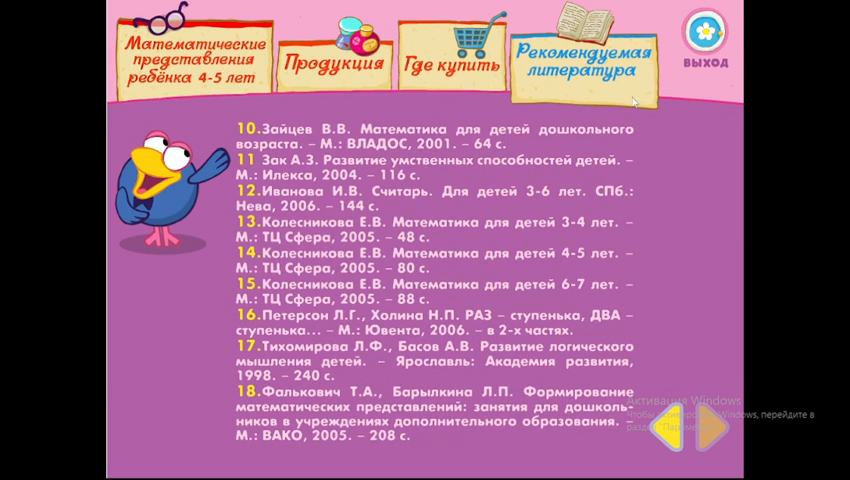 Математические
представления
ребёнка 4-5 лет
Продукция
Где купить
Рекомендуемая
литература
ВЫХОД
10.Зайцев В.В. Математика для детей дошкольного
возраста. – М.: ВЛАДОС, 2001. – 64 с.
11 Зак А.З. Развитие умственных способностей детей. –
М.: Илекса, 2004. – 116 с.
12.Иванова И.В. Считарь. Для детей 3-6 лет. СПб.:
Нева, 2006. – 144 с.
13.Колесникова Е.В. Математика для детей 3-4 лет. –
М.: ТЦ Сфера, 2005. – 48 с.
14.Колесникова Е.В. Математика для детей 4-5 лет. –
М.: ТЦ Сфера, 2005. – 80 с.
15.Колесникова Е.В. Математика для детей 6-7 лет. –
М.: ТЦ Сфера, 2005. – 88 с.
16.Петерсон Л.Г., Холина Н.П. РАЗ – ступенька, ДВА –
ступенька... – М.: Ювента, 2006. – в 2-х частях.
17.Тихомирова Л.Ф., Басов А.В. Развитие логического
мышления детей. – Ярославль: Академия развития,
1998. – 240 с.
18.Фалькович Т.А., Барылкина Л.П. Формирование
математических представлений: занятия для дошколь-
ников в учреждениях дополнительного образования. –
М.: ВАКО, 2005. – 208 с.
Активация Windows
Чтобы Windows, перейдите в
раздел